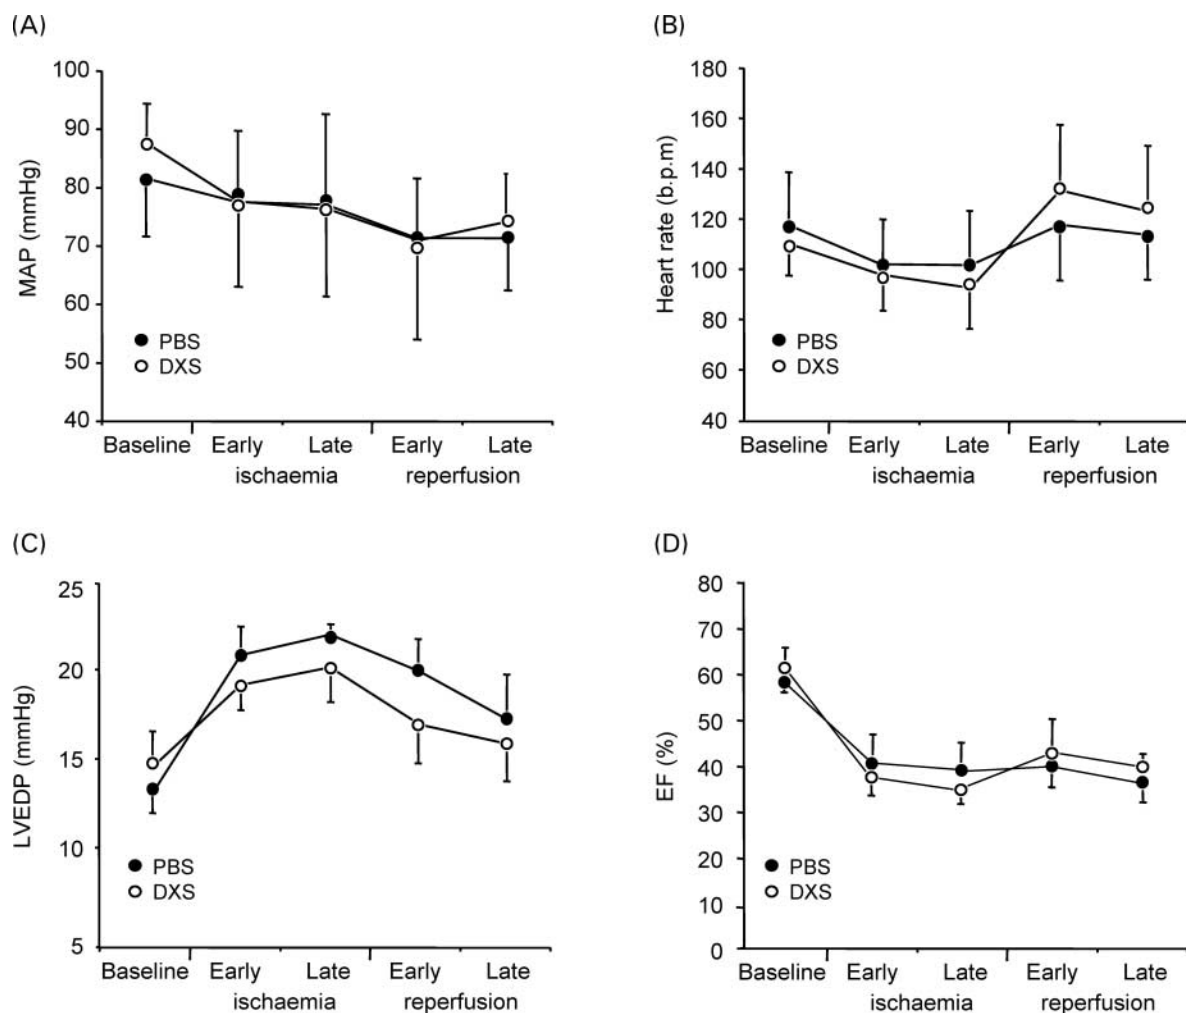 (A)
MAP (mmHg)
100
90
80
70
60
50
40
PBS
DXS
Baseline Early Late Early Late
ischaemia reperfusion
(B)
Heart rate (b.p.m)
180
160
140
120
100
80
60
40
PBS
DXS
Baseline Early Late Early Late
ischaemia reperfusion
(C)
LVEDP (mmHg)
25
20
15
10
5
PBS
DXS
Baseline Early Late Early Late
ischaemia reperfusion
(D)
EF (%)
80
70
60
50
40
30
20
10
0
PBS
DXS
Baseline Early Late Early Late
ischaemia reperfusion